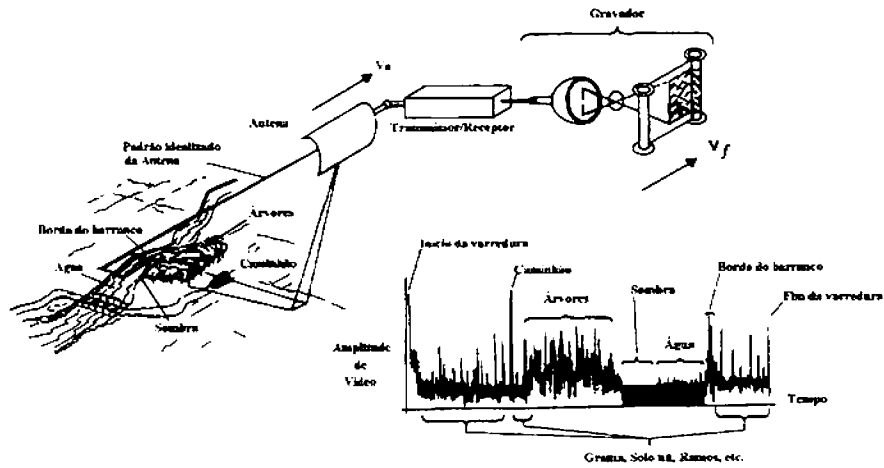 Gravador
Va
Antena
Transmissor/Receptor
Vf
Padrão idealizado
da Antena
Árvores
Borda do barranco
Água
Caminhão
Sombra
Início da varredura
Caminhão
Borda do barranco
Sombra
Árvores
Fim da varredura
Água
Amplitude
de
Vídeo
Tempo
Grama, Solo nú, Ramos, etc.